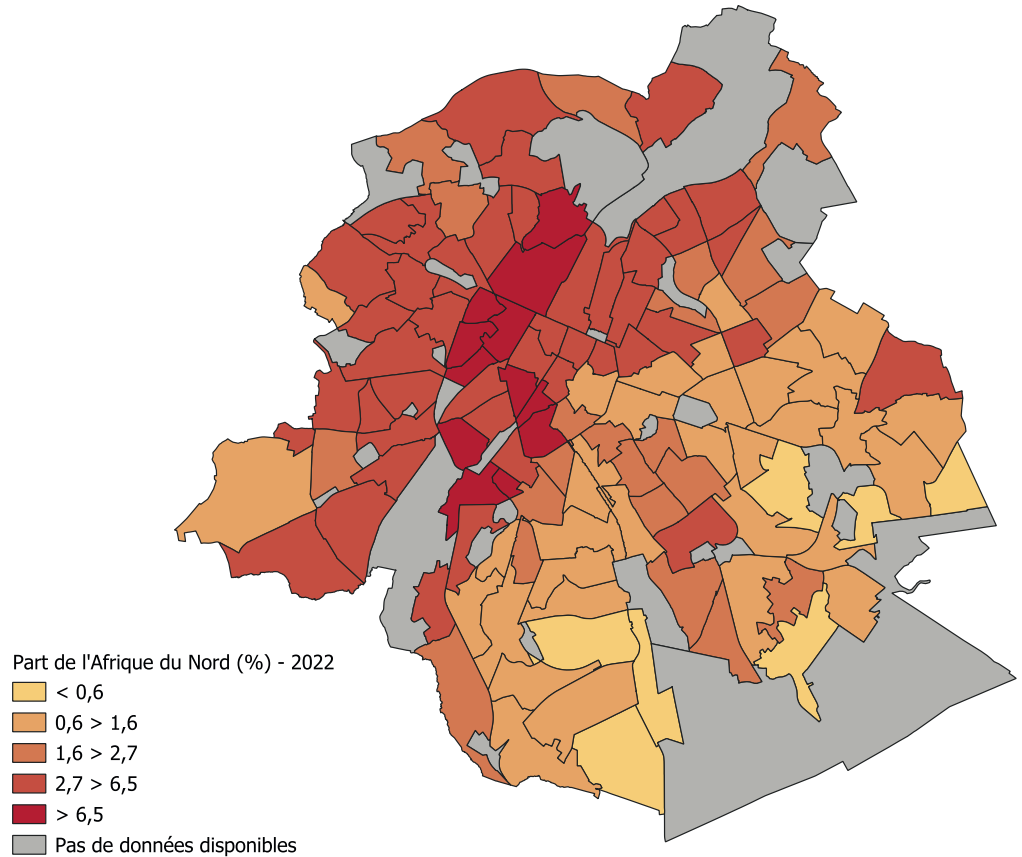 Part de l'Afrique du Nord (%) - 2022
< 0,6
0,6 > 1,6
1,6 > 2,7
2,7 > 6,5
> 6,5
Pas de données disponibles